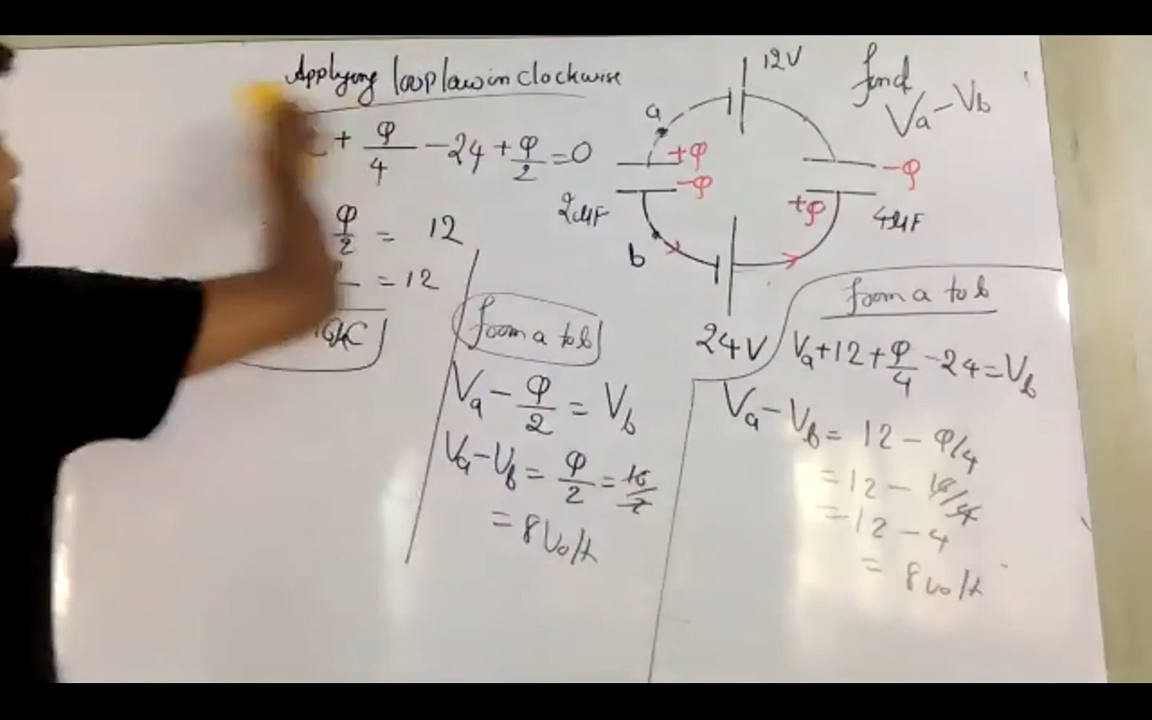 Applying loop law in clockwise
+ φ/4 - 24 + φ/2 = 0
φ/2 = 12
= 12
from a to b
Va - φ/2 = Vb
Va - Vb = φ/2 = 16/2
= 8 Volt
12V
find
Va - Vb
a
+φ
-φ
2μF
b
-φ
+φ
4μF
24V
from a to b
Va + 12 + φ/4 - 24 = Vb
Va - Vb = 12 - φ/4
= 12 - 16/4
= 12 - 4
= 8 volt